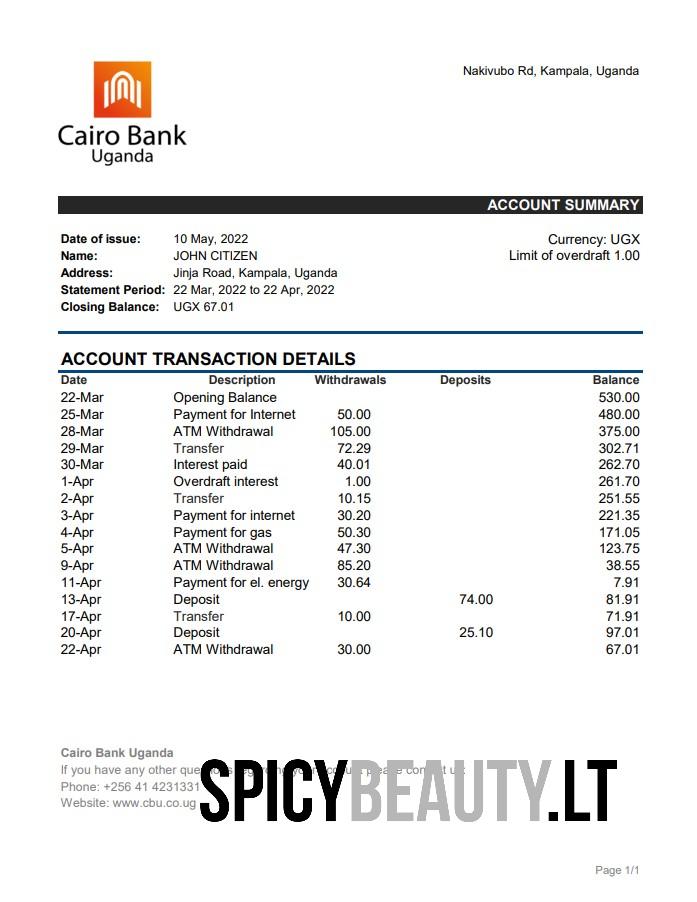 Nakivubo Rd, Kampala, Uganda
Cairo Bank
Uganda
ACCOUNT SUMMARY
Date of issue: 10 May, 2022
Currency: UGX
Name: JOHN CITIZEN
Limit of overdraft 1.00
Address: Jinja Road, Kampala, Uganda
Statement Period: 22 Mar, 2022 to 22 Apr, 2022
Closing Balance: UGX 67.01
ACCOUNT TRANSACTION DETAILS
Date Description Withdrawals Deposits Balance
22-Mar Opening Balance 530.00
25-Mar Payment for Internet 50.00 480.00
28-Mar ATM Withdrawal 105.00 375.00
29-Mar Transfer 72.29 302.71
30-Mar Interest paid 40.01 262.70
1-Apr Overdraft interest 1.00 261.70
2-Apr Transfer 10.15 251.55
3-Apr Payment for internet 30.20 221.35
4-Apr Payment for gas 50.30 171.05
5-Apr ATM Withdrawal 47.30 123.75
9-Apr ATM Withdrawal 85.20 38.55
11-Apr Payment for el. energy 30.64 7.91
13-Apr Deposit 74.00 81.91
17-Apr Transfer 10.00 71.91
20-Apr Deposit 25.10 97.01
22-Apr ATM Withdrawal 30.00 67.01
Cairo Bank Uganda
If you have any other questions regarding your account please contact us:
Phone: +256 41 4231331
Website: www.cbu.co.ug
SPICYBEAUTY.LT
Page 1/1